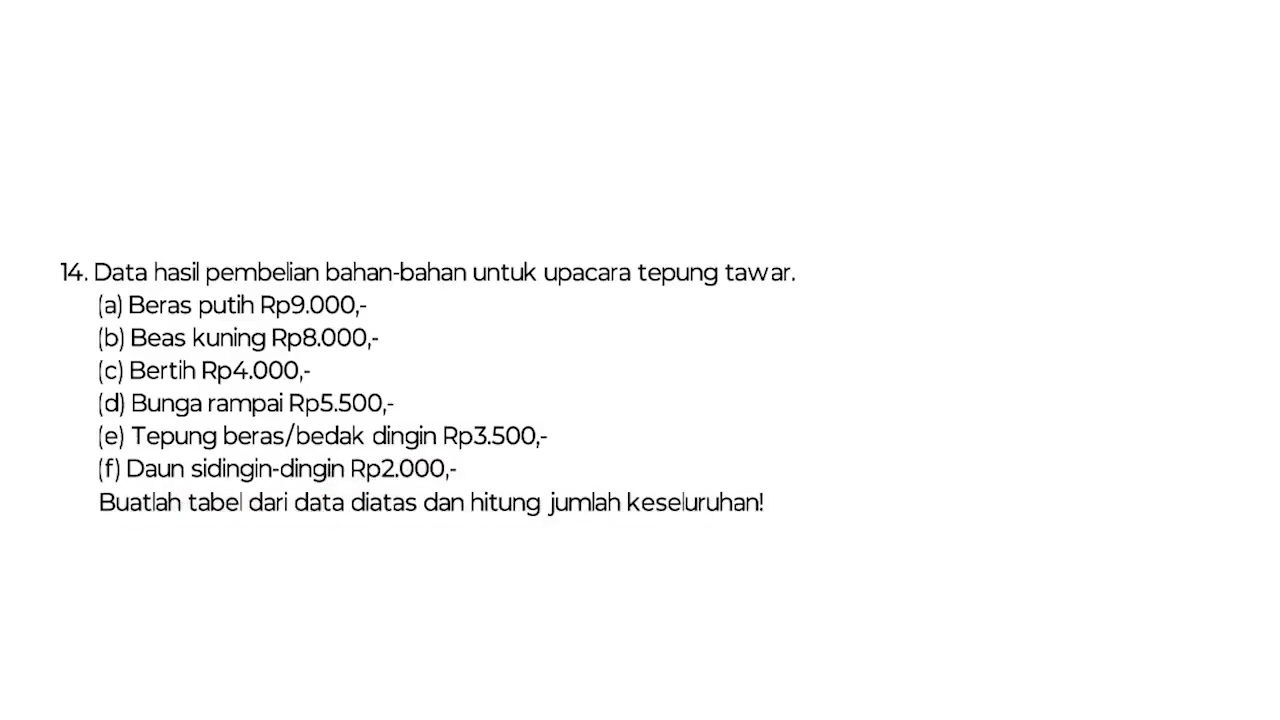 14. Data hasil pembelian bahan-bahan untuk upacara tepung tawar.
(a) Beras putih Rp9.000,-
(b) Beas kuning Rp8.000,-
(c) Bertih Rp4.000,-
(d) Bunga rampai Rp5.500,-
(e) Tepung beras/bedak dingin Rp3.500,-
(f) Daun sidingin-dingin Rp2.000,-
Buatlah tabel dari data diatas dan hitung jumlah keseluruhan!